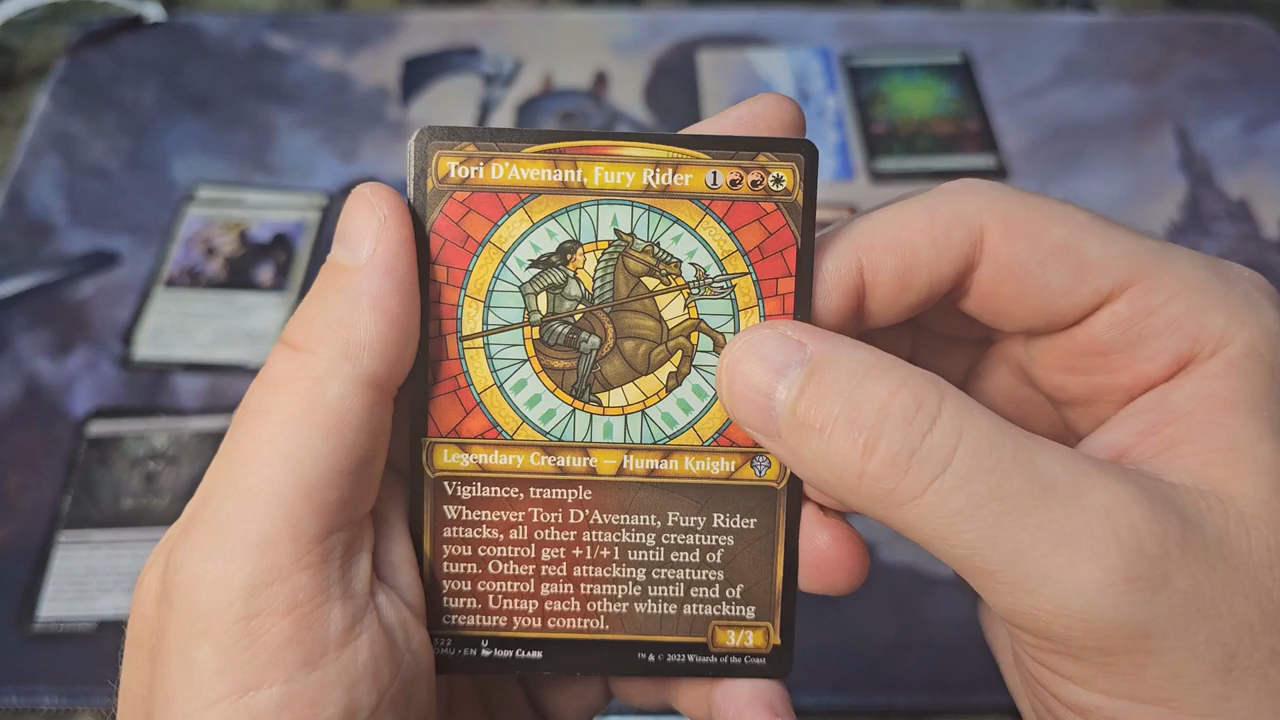 Tori D'Avenant, Fury Rider 1
Legendary Creature — Human Knight
Vigilance, trample
Whenever Tori D'Avenant, Fury Rider
attacks, all other attacking creatures
you control get +1/+1 until end of
turn. Other red attacking creatures
you control gain trample until end of
turn. Untap each other white attacking
creature you control.
3/3
322 U
DMU • EN Jody Clark
™ & © 2022 Wizards of the Coast